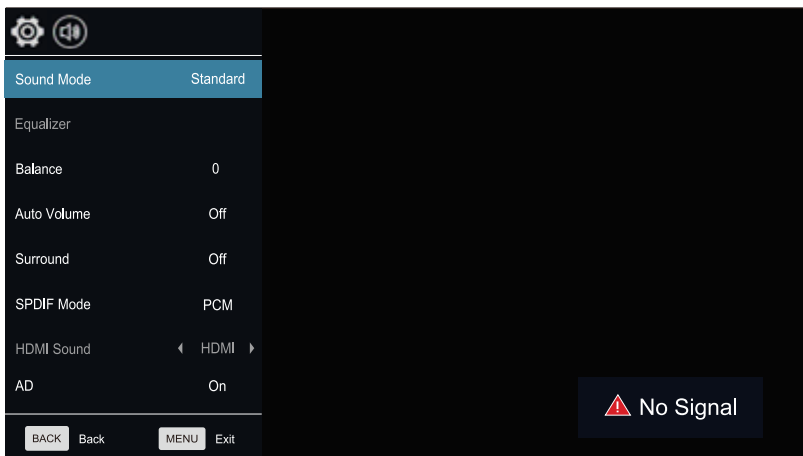 Sound Mode Standard
Equalizer
Balance 0
Auto Volume Off
Surround Off
SPDIF Mode PCM
HDMI Sound HDMI
AD On
No Signal
BACK Back MENU Exit